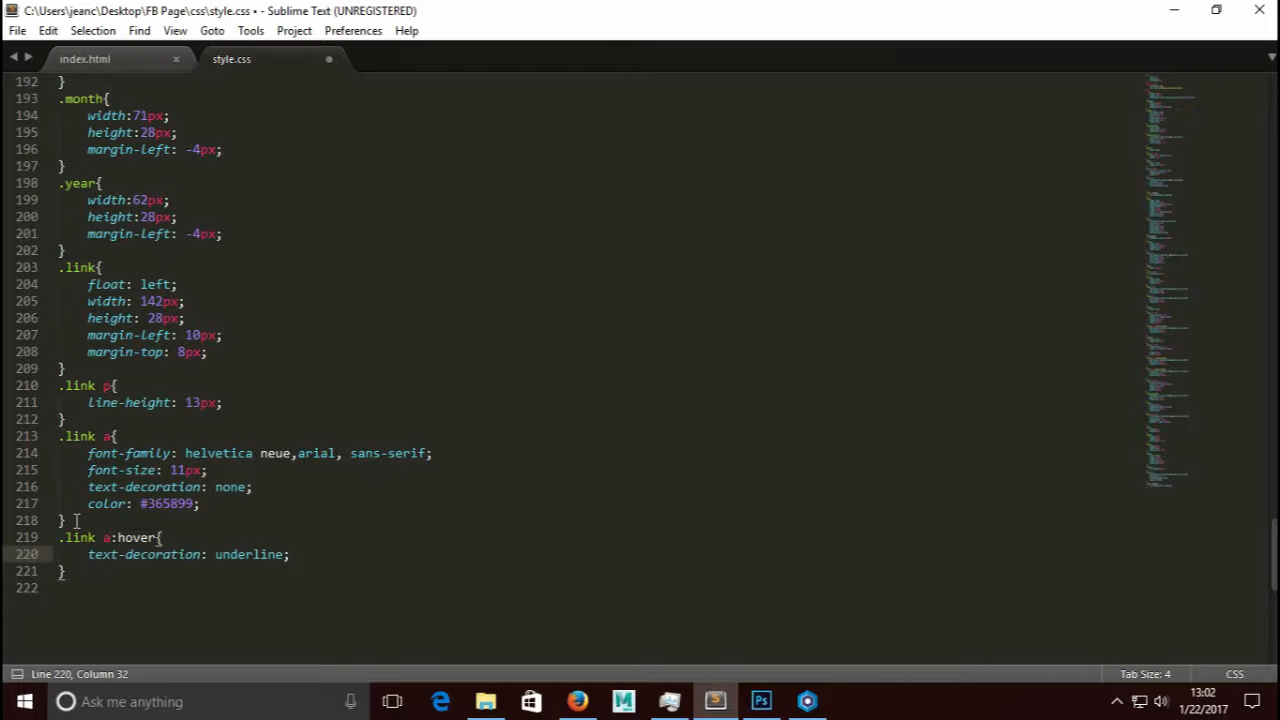 C:\Users\jeanc\Desktop\FB Page\css\style.css • - Sublime Text (UNREGISTERED)
File Edit Selection Find View Goto Tools Project Preferences Help
index.html × style.css
192 }
193 .month{
194 width:71px;
195 height:28px;
196 margin-left: -4px;
197 }
198 .year{
199 width:62px;
200 height:28px;
201 margin-left: -4px;
202 }
203 .link{
204 float: left;
205 width: 142px;
206 height: 28px;
207 margin-left: 10px;
208 margin-top: 8px;
209 }
210 .link p{
211 line-height: 13px;
212 }
213 .link a{
214 font-family: helvetica neue,arial, sans-serif;
215 font-size: 11px;
216 text-decoration: none;
217 color: #365899;
218 }
219 .link a:hover{
220 text-decoration: underline;
221 }
222
Line 220, Column 32 Tab Size: 4 CSS
Ask me anything
13:02
1/22/2017